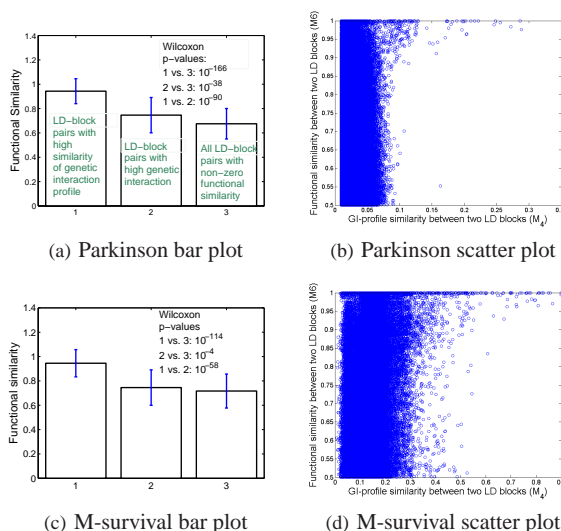 1.4
1.2
1
0.8
0.6
0.4
0.2
0
Functional Similarity
Wilcoxon
p−values:
1 vs. 3: 10−166
2 vs. 3: 10−38
1 vs. 2: 10−90
LD−block
pairs with
high
similarity
of genetic
interaction
profile
LD−block
pairs with
high genetic
interaction
All LD−block
pairs with
non−zero
functional
similarity
1 2 3
(a) Parkinson bar plot
Functional similarity between two LD blocks (M6)
1
0.95
0.9
0.85
0.8
0.75
0.7
0.65
0.6
0.55
0.5
0.05 0.1 0.15 0.2 0.25 0.3 0.35
GI-profile similarity between two LD blocks (M4)
(b) Parkinson scatter plot
1.4
1.2
1
0.8
0.6
0.4
0.2
0
Functional similarity
Wilcoxon
p−values
1 vs. 3: 10−114
2 vs. 3: 10−4
1 vs. 2: 10−58
1 2 3
(c) M-survival bar plot
Functional similarity between two LD blocks (M6)
1
0.95
0.9
0.85
0.8
0.75
0.7
0.65
0.6
0.55
0.5
0 0.1 0.2 0.3 0.4 0.5 0.6 0.7 0.8 0.9
GI-profile similarity between two LD blocks (M4)
(d) M-survival scatter plot